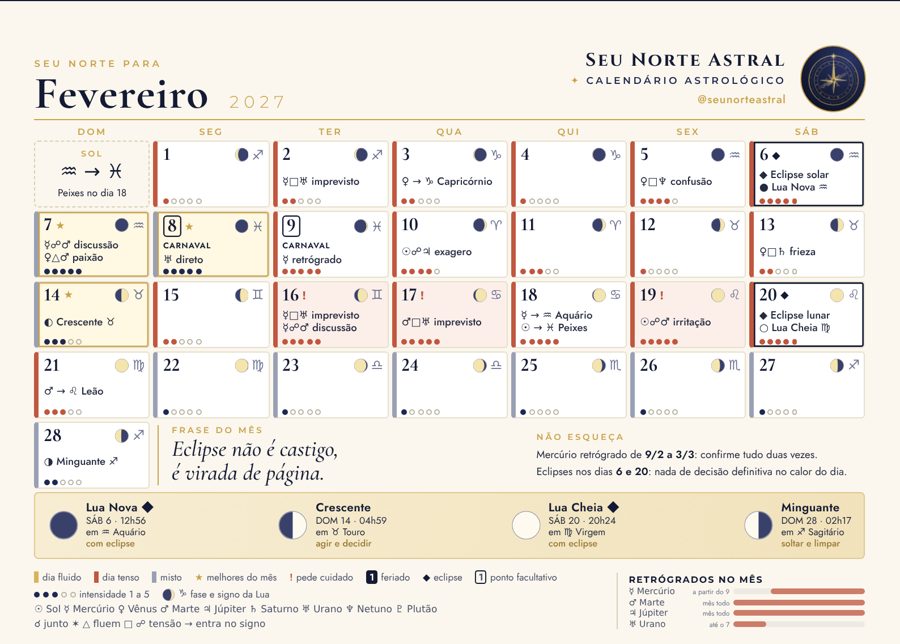 SEU NORTE PARA
Fevereiro 2027
SEU NORTE ASTRAL
✦ CALENDÁRIO ASTROLÓGICO
@seunorteastral
DOM SEG TER QUA QUI SEX SÁB
SOL
♒ → ♓
Peixes no dia 18
1 ♐
2 ♐
☿□♅ imprevisto
3 ♑
♀ → ♑ Capricórnio
4 ♑
5 ♒
♀□♆ confusão
6 ◆ ♒
◆ Eclipse solar
● Lua Nova ♒
7 ★ ♒
☿☍♂ discussão
♀△♂ paixão
8 ★ ♓
CARNAVAL
♅ direto
9 ♓
CARNAVAL
☿ retrógrado
10 ♈
☉☍♃ exagero
11 ♈
12 ♉
13 ♉
♀□♄ frieza
14 ★ ♉
◐ Crescente ♉
15 ♊
16 ! ♊
☿□♅ imprevisto
☿☍♂ discussão
17 ! ♋
♂□♅ imprevisto
18 ♋
☿ → ♒ Aquário
☉ → ♓ Peixes
19 ! ♌
☉☍♂ irritação
20 ◆ ♌
◆ Eclipse lunar
○ Lua Cheia ♍
21 ♍
♂ → ♌ Leão
22 ♍
23 ♎
24 ♎
25 ♏
26 ♏
27 ♐
28 ♐
◑ Minguante ♐
FRASE DO MÊS
Eclipse não é castigo,
é virada de página.
NÃO ESQUEÇA
Mercúrio retrógrado de 9/2 a 3/3: confirme tudo duas vezes.
Eclipses nos dias 6 e 20: nada de decisão definitiva no calor do dia.
Lua Nova ◆
SÁB 6 · 12h56
em ♒ Aquário
com eclipse
Crescente
DOM 14 · 04h59
em ♉ Touro
agir e decidir
Lua Cheia ◆
SÁB 20 · 20h24
em ♍ Virgem
com eclipse
Minguante
DOM 28 · 02h17
em ♐ Sagitário
soltar e limpar
dia fluido dia tenso misto ★ melhores do mês ! pede cuidado 1 feriado ◆ eclipse 1 ponto facultativo
●●●○○ intensidade 1 a 5 ♑ fase e signo da Lua
☉ Sol ☿ Mercúrio ♀ Vênus ♂ Marte ♃ Júpiter ♄ Saturno ♅ Urano ♆ Netuno ♇ Plutão
☌ junto ✶ △ fluem □ ☍ tensão → entra no signo
RETRÓGRADOS NO MÊS
☿ Mercúrio a partir do 9
♂ Marte mês todo
♃ Júpiter mês todo
♅ Urano até o 7